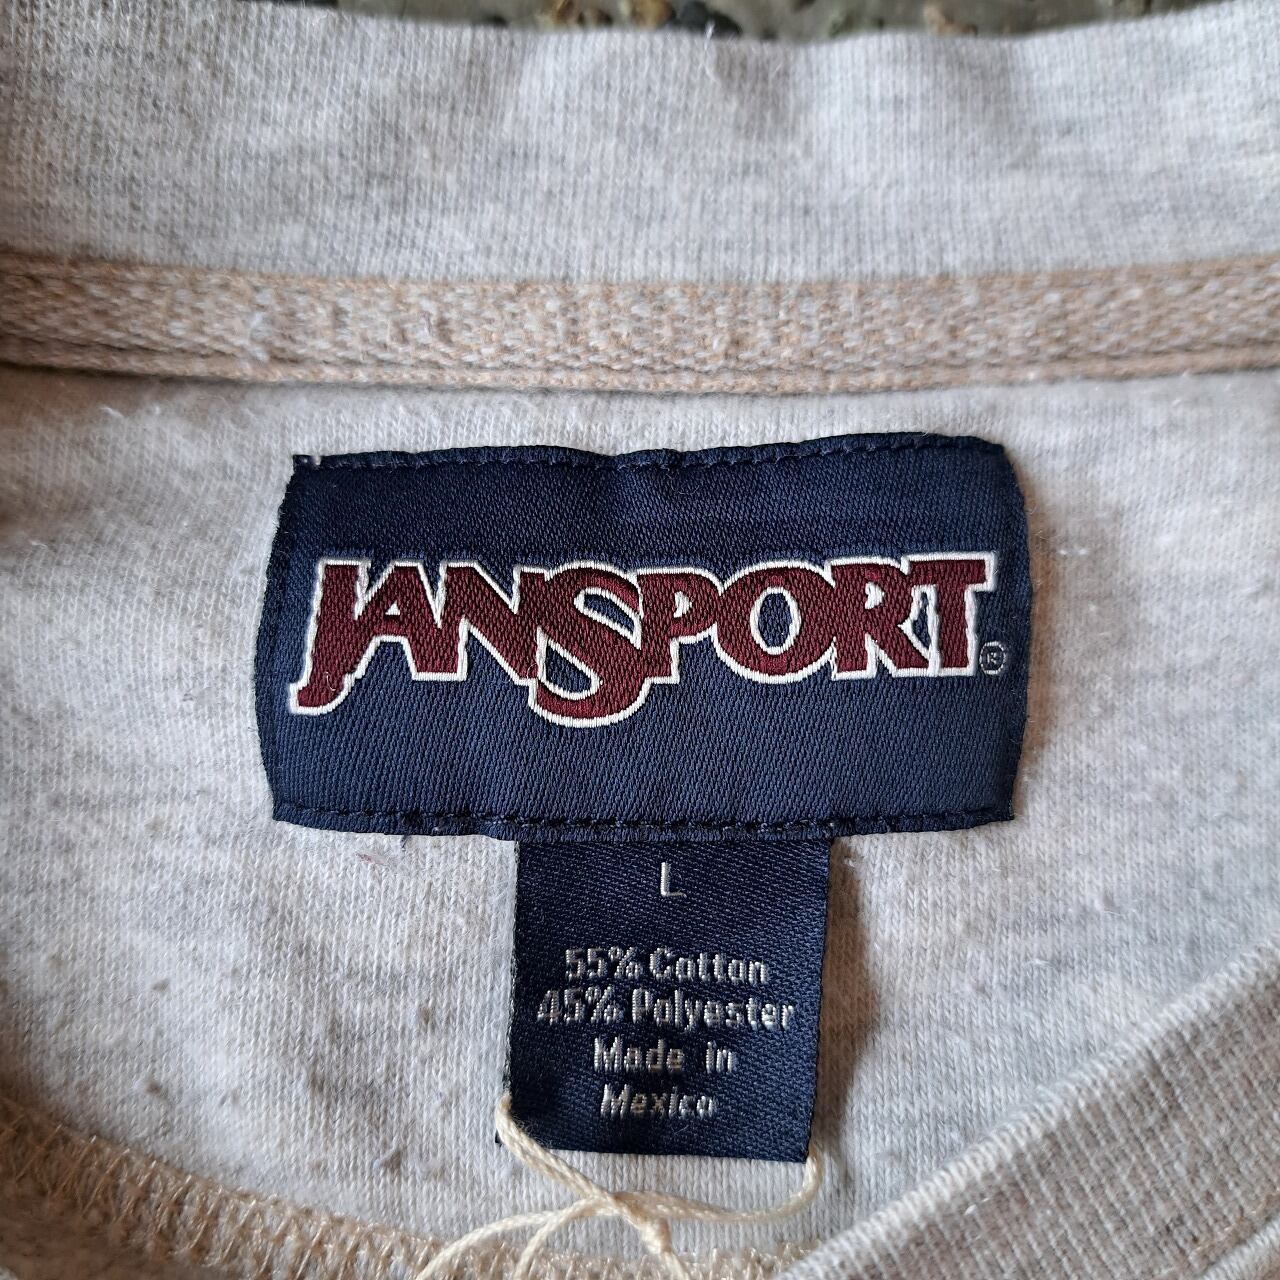 JANSPORT®
L
55% Cotton
45% Polyester
Made in
Mexico